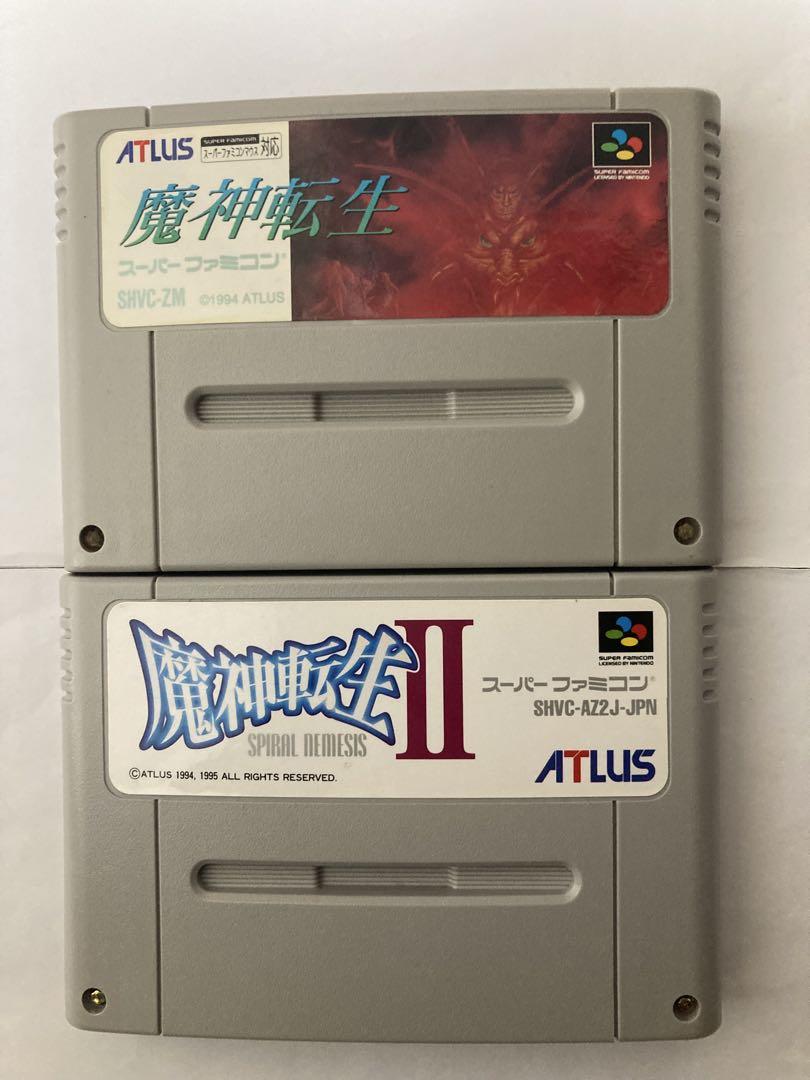 ATLUS
SUPER FAMICOM
スーパーファミコンマウス対応
SUPER FAMICOM
LICENSED BY NINTENDO
魔神転生
スーパーファミコン®
SHVC-ZM ©1994 ATLUS
魔神転生II
SPIRAL NEMESIS
©ATLUS 1994, 1995 ALL RIGHTS RESERVED.
SUPER FAMICOM
LICENSED BY NINTENDO
スーパーファミコン®
SHVC-AZ2J-JPN
ATLUS